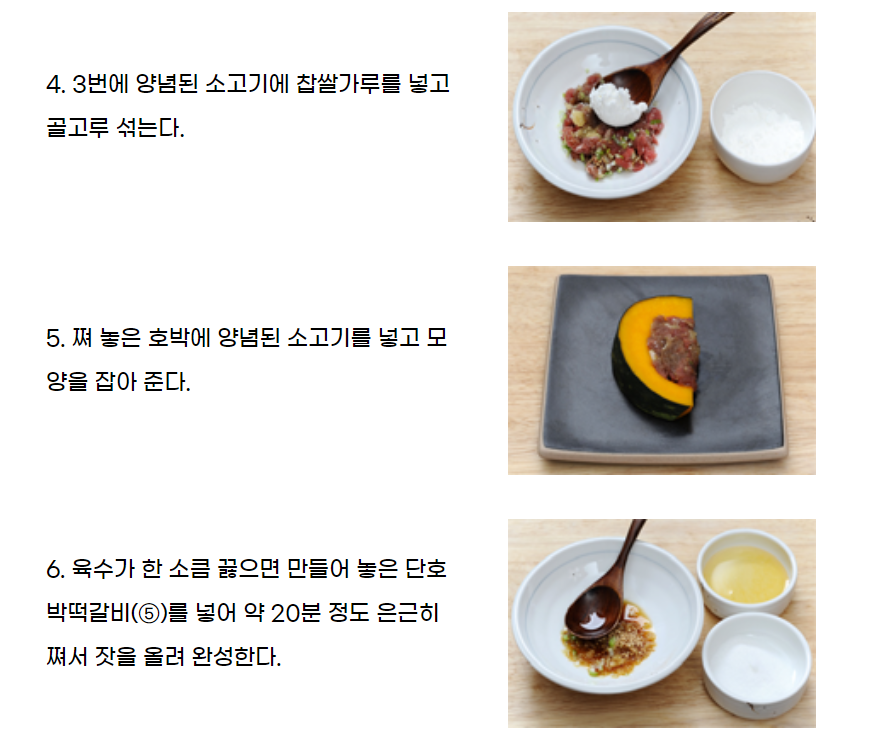 4. 3번에 양념된 소고기에 찹쌀가루를 넣고
골고루 섞는다.
5. 쪄 놓은 호박에 양념된 소고기를 넣고 모
양을 잡아 준다.
6. 육수가 한 소큼 끓으면 만들어 놓은 단호
박떡갈비(⑤)를 넣어 약 20분 정도 은근히
쪄서 잣을 올려 완성한다.